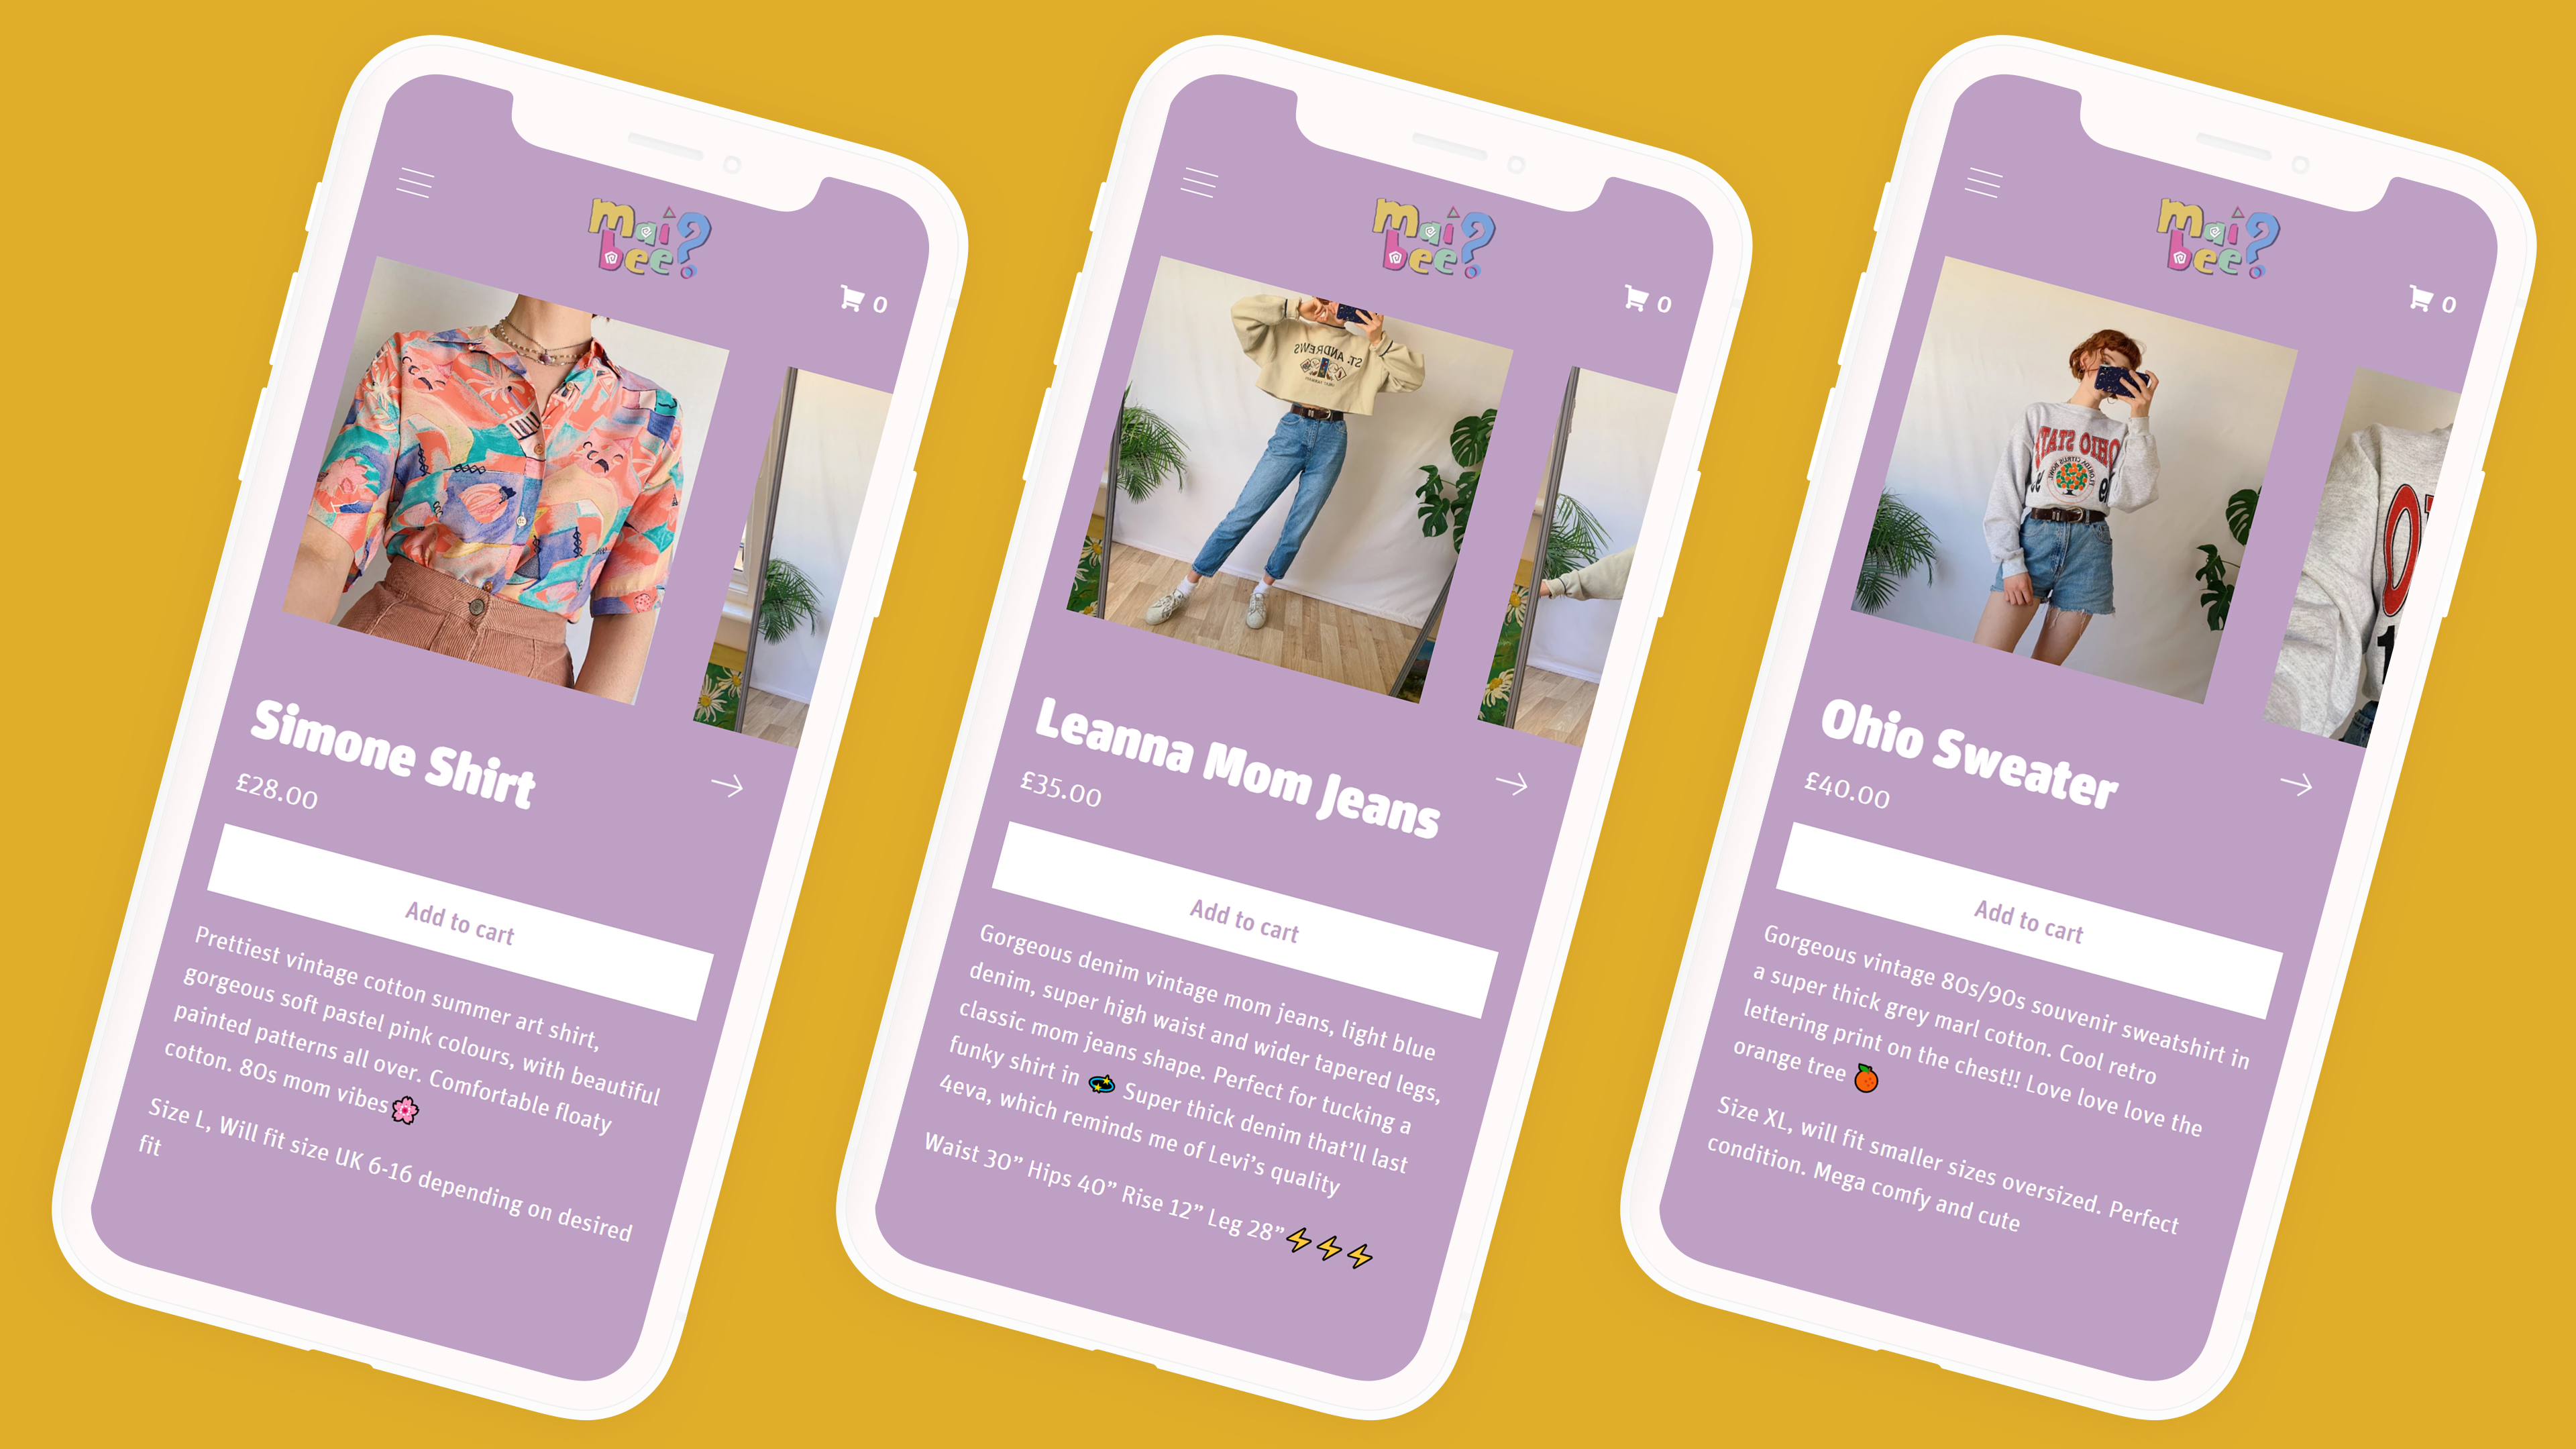 mai
bee?
0
Simone Shirt
£28.00
Add to cart
Prettiest vintage cotton summer art shirt,
gorgeous soft pastel pink colours, with beautiful
painted patterns all over. Comfortable floaty
cotton. 80s mom vibes🌸
Size L, Will fit size UK 6-16 depending on desired
fit
mai
bee?
0
ST. ANDREWS
Leanna Mom Jeans
£35.00
Add to cart
Gorgeous denim vintage mom jeans, light blue
denim, super high waist and wider tapered legs,
classic mom jeans shape. Perfect for tucking a
funky shirt in 💫 Super thick denim that’ll last
4eva, which reminds me of Levi’s quality
Waist 30” Hips 40” Rise 12” Leg 28”⚡⚡⚡
mai
bee?
0
OHIO STATE
FLORIDA CITRUS BOWL
Ohio Sweater
£40.00
Add to cart
Gorgeous vintage 80s/90s souvenir sweatshirt in
a super thick grey marl cotton. Cool retro
lettering print on the chest!! Love love love the
orange tree 🍊
Size XL, will fit smaller sizes oversized. Perfect
condition. Mega comfy and cute